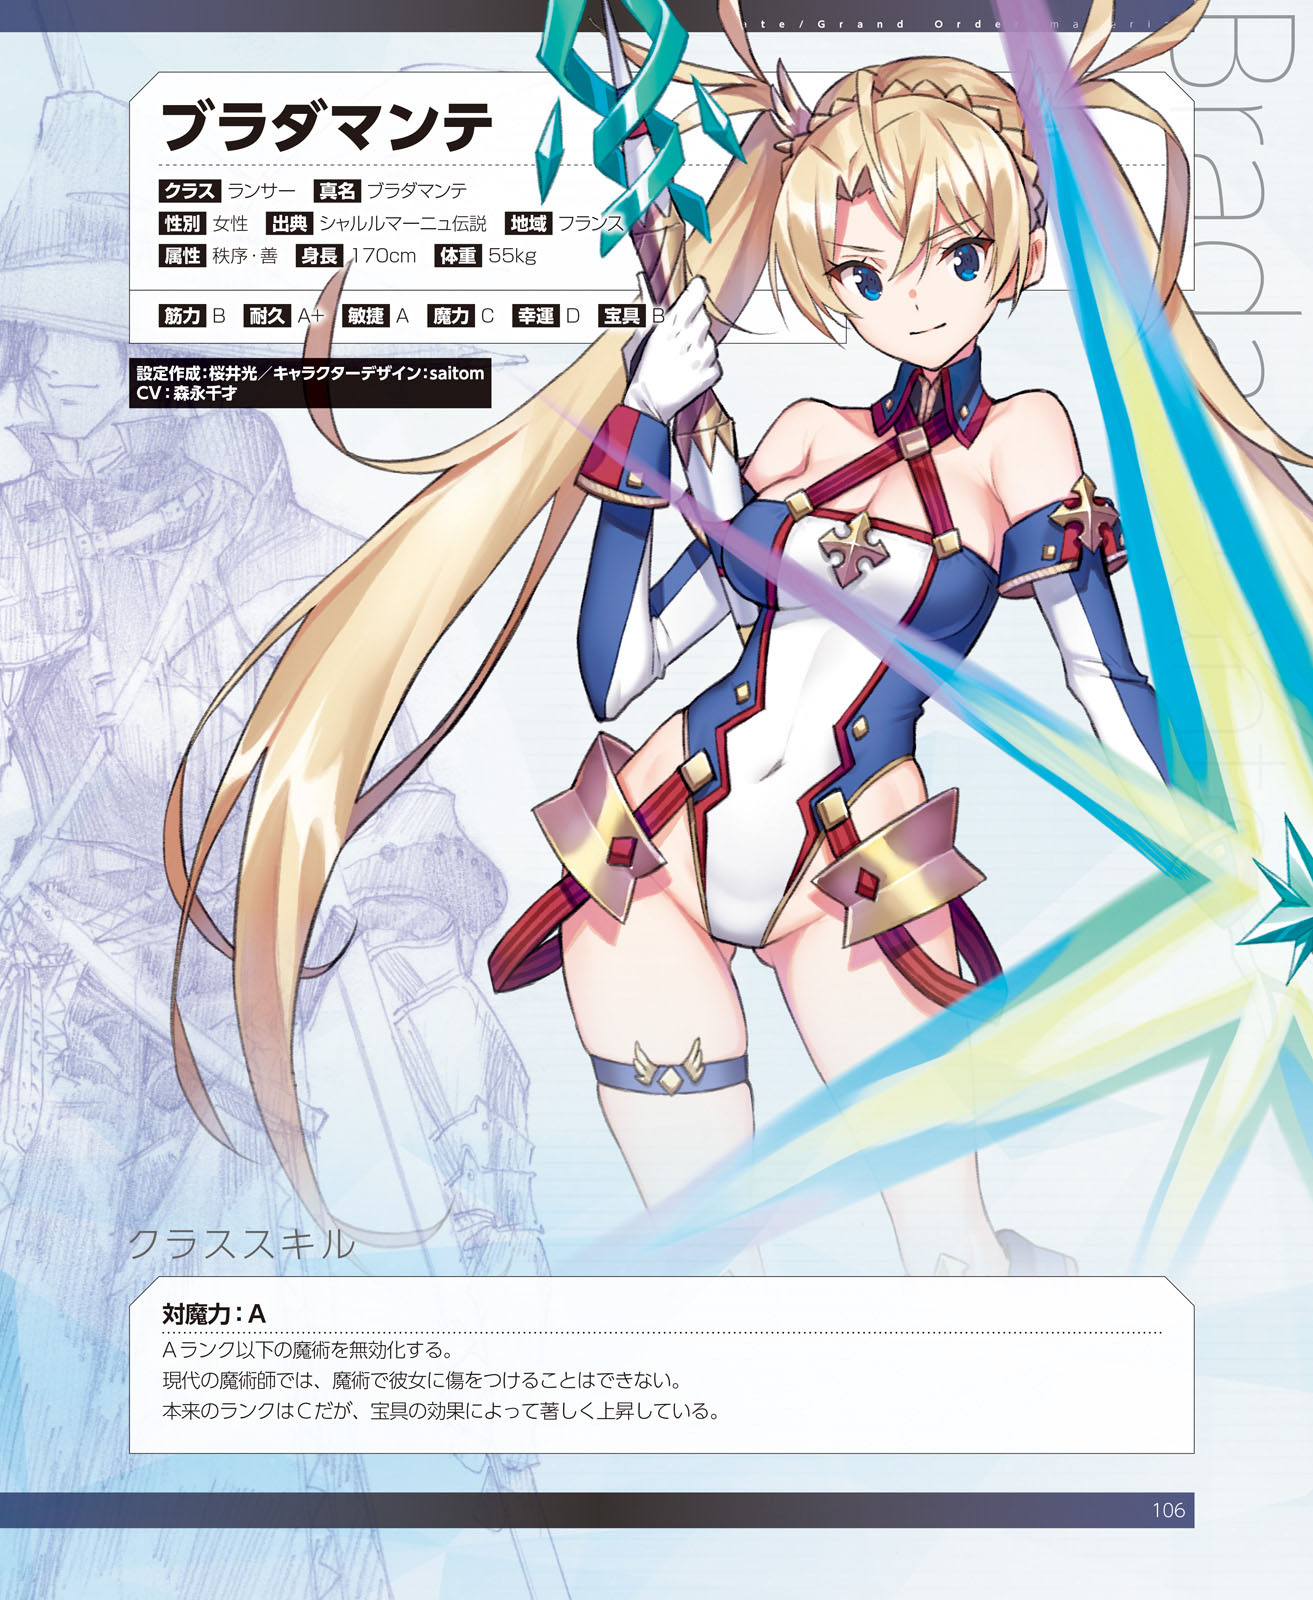 ate/Grand Order materi
Brada
ブラダマンテ
クラス ランサー 真名 ブラダマンテ
性別 女性 出典 シャルルマーニュ伝説 地域 フランス
属性 秩序・善 身長 170cm 体重 55kg
筋力 B 耐久 A+ 敏捷 A 魔力 C 幸運 D 宝具 B
設定作成：桜井光／キャラクターデザイン：saitom
CV：森永千才
クラススキル
対魔力：A
Aランク以下の魔術を無効化する。
現代の魔術師では、魔術で彼女に傷をつけることはできない。
本来のランクはCだが、宝具の効果によって著しく上昇している。
106